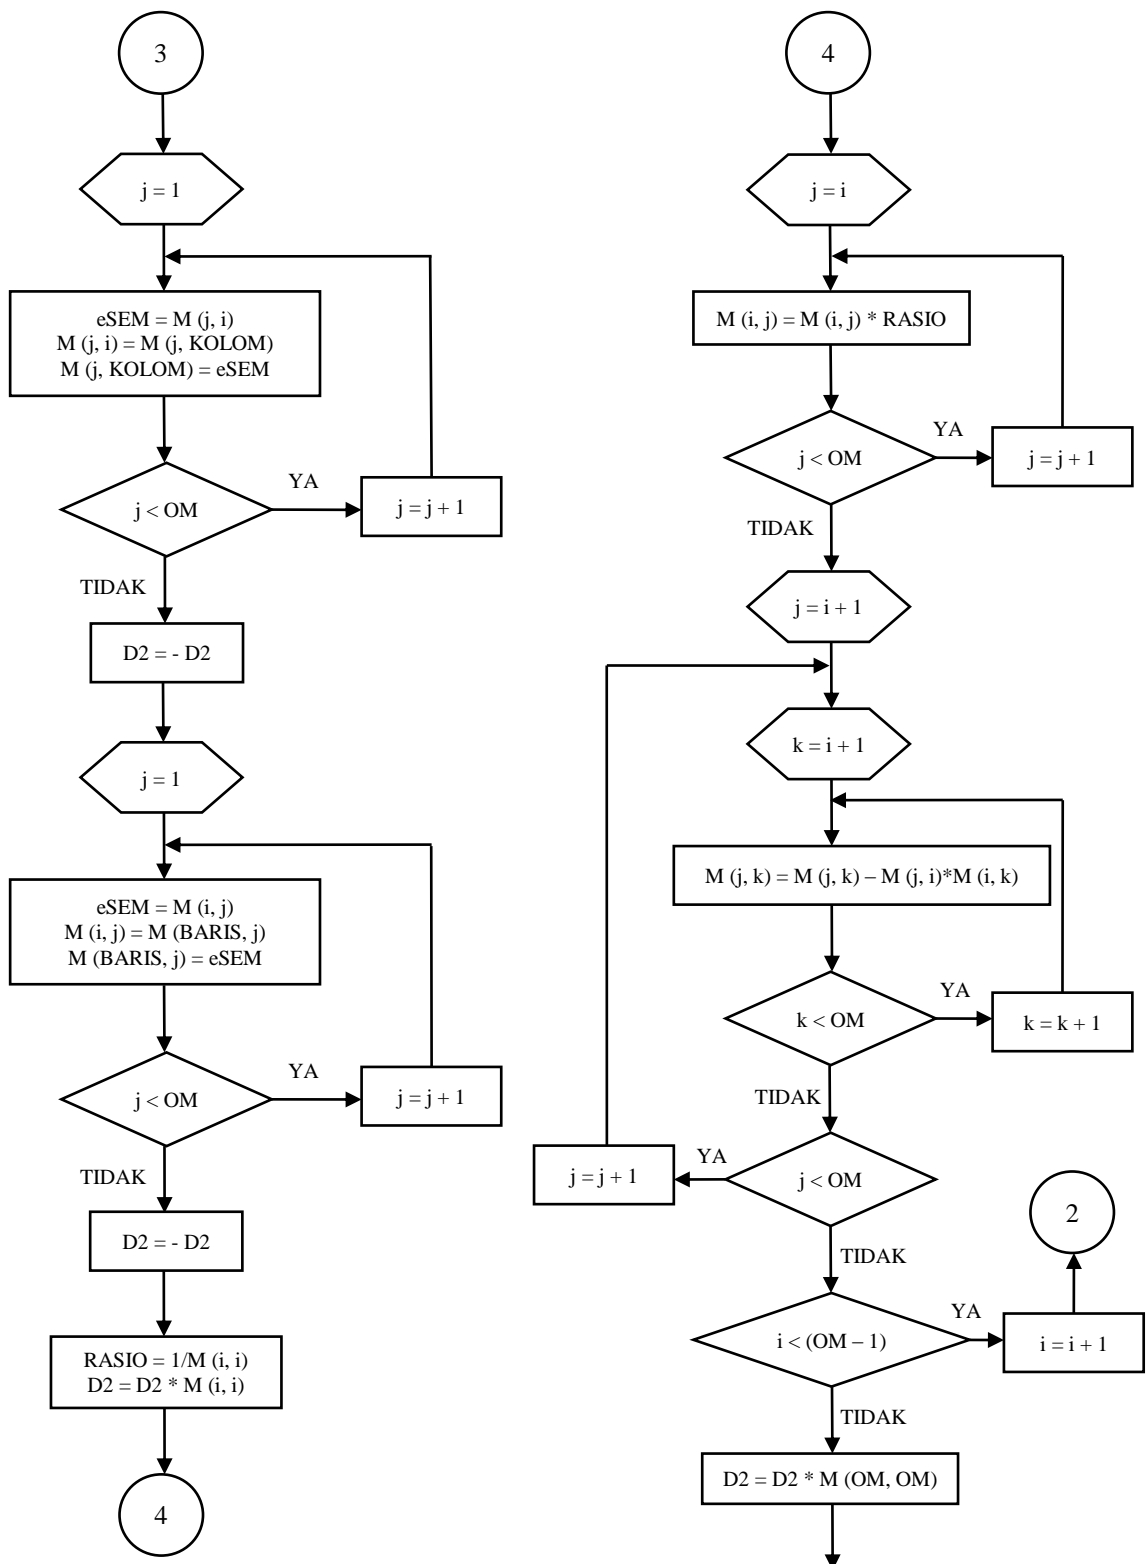 3
j = 1
eSEM = M (j, i)
M (j, i) = M (j, KOLOM)
M (j, KOLOM) = eSEM
j < OM
YA
j = j + 1
TIDAK
D2 = - D2
j = 1
eSEM = M (i, j)
M (i, j) = M (BARIS, j)
M (BARIS, j) = eSEM
j < OM
YA
j = j + 1
TIDAK
D2 = - D2
RASIO = 1/M (i, i)
D2 = D2 * M (i, i)
4
4
j = i
M (i, j) = M (i, j) * RASIO
j < OM
YA
j = j + 1
TIDAK
j = i + 1
k = i + 1
M (j, k) = M (j, k) – M (j, i)*M (i, k)
k < OM
YA
k = k + 1
TIDAK
j < OM
YA
j = j + 1
TIDAK
i < (OM – 1)
YA
i = i + 1
2
TIDAK
D2 = D2 * M (OM, OM)